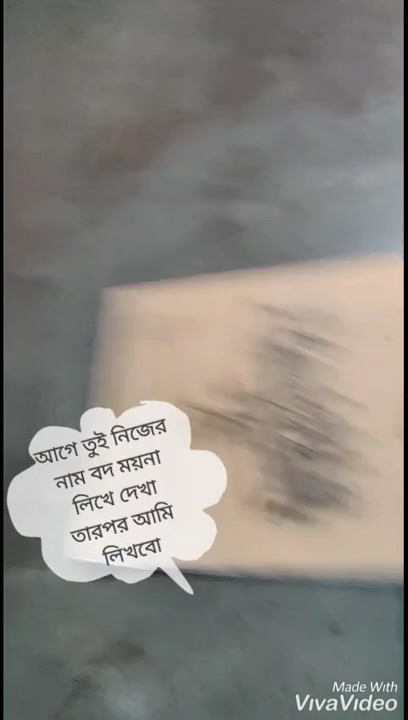 আগে তুই নিজের
নাম বদ ময়না
লিখে দেখা
তারপর আমি
লিখবো
Made With
VivaVideo